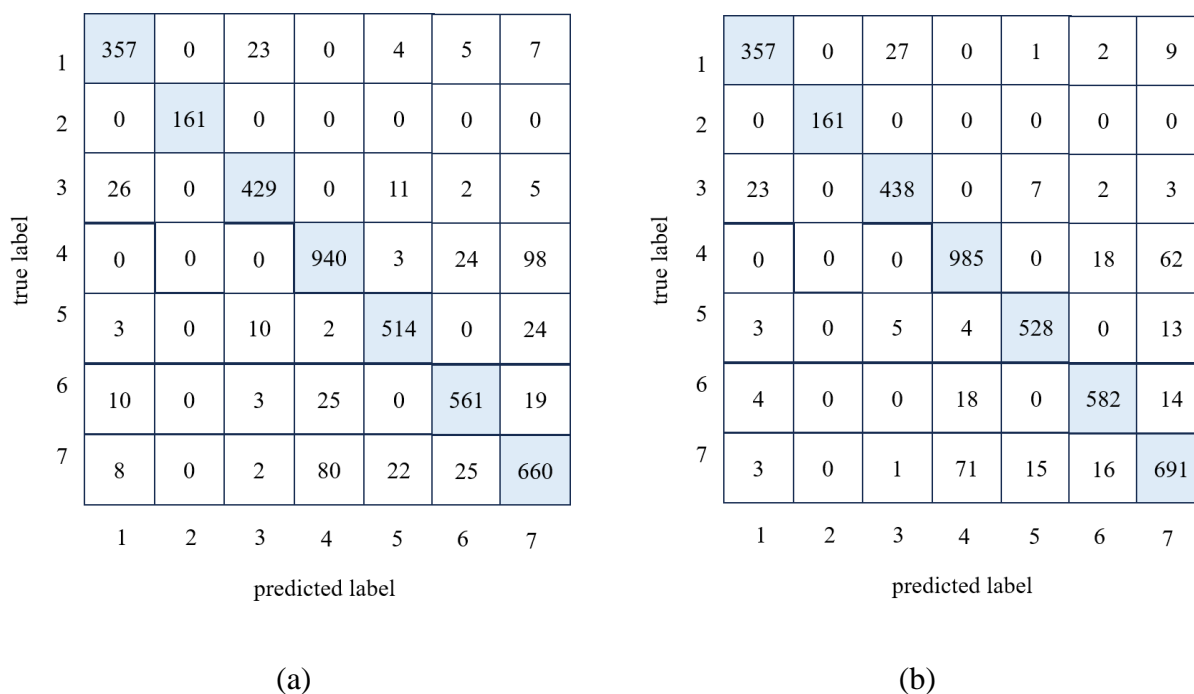 1 357 0 23 0 4 5 7
2 0 161 0 0 0 0 0
3 26 0 429 0 11 2 5
4 0 0 0 940 3 24 98
5 3 0 10 2 514 0 24
6 10 0 3 25 0 561 19
7 8 0 2 80 22 25 660
1 2 3 4 5 6 7
true label
predicted label
(a)
1 357 0 27 0 1 2 9
2 0 161 0 0 0 0 0
3 23 0 438 0 7 2 3
4 0 0 0 985 0 18 62
5 3 0 5 4 528 0 13
6 4 0 0 18 0 582 14
7 3 0 1 71 15 16 691
1 2 3 4 5 6 7
true label
predicted label
(b)